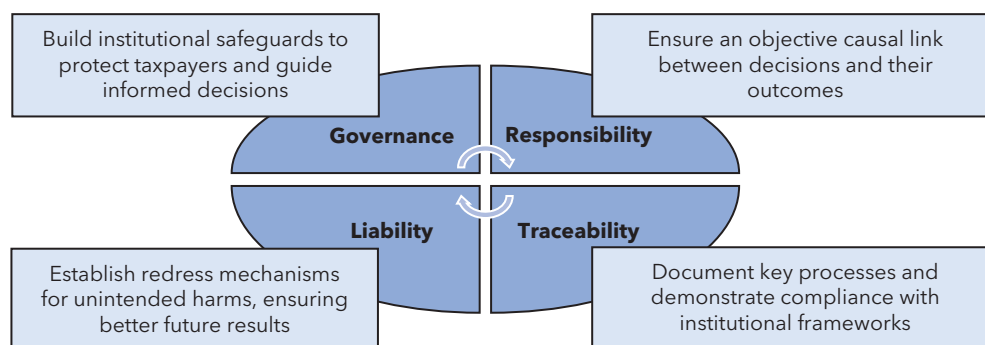 Build institutional safeguards to
protect taxpayers and guide
informed decisions
Ensure an objective causal link
between decisions and their
outcomes
Governance
Responsibility
Liability
Traceability
Establish redress mechanisms
for unintended harms, ensuring
better future results
Document key processes and
demonstrate compliance with
institutional frameworks